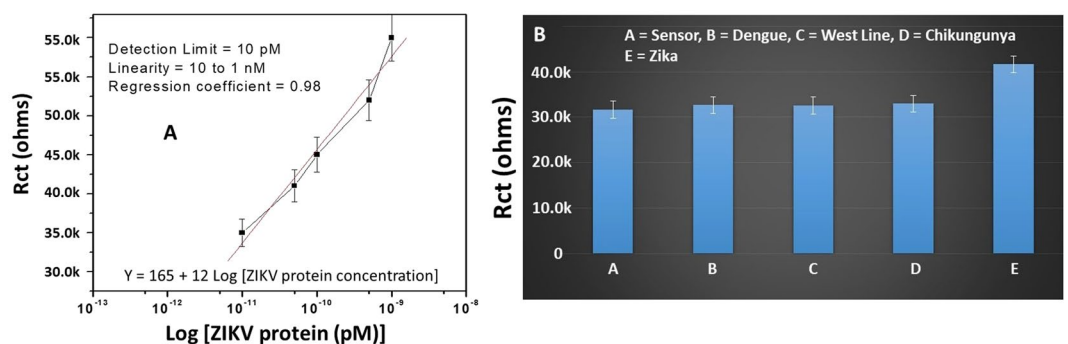 55.0k
55.0k
50.0k
45.0k
40.0k
35.0k
30.0k
Rct (ohms)
Detection Limit = 10 pM
Linearity = 10 to 1 nM
Regression coefficient = 0.98
A
Y = 165 + 12 Log [ZIKV protein concentration]
10⁻¹³ 10⁻¹² 10⁻¹¹ 10⁻¹⁰ 10⁻⁹ 10⁻⁸
Log [ZIKV protein (pM)]
B
A = Sensor, B = Dengue, C = West Line, D = Chikungunya
E = Zika
Rct (ohms)
40.0k
30.0k
20.0k
10.0k
0
A B C D E